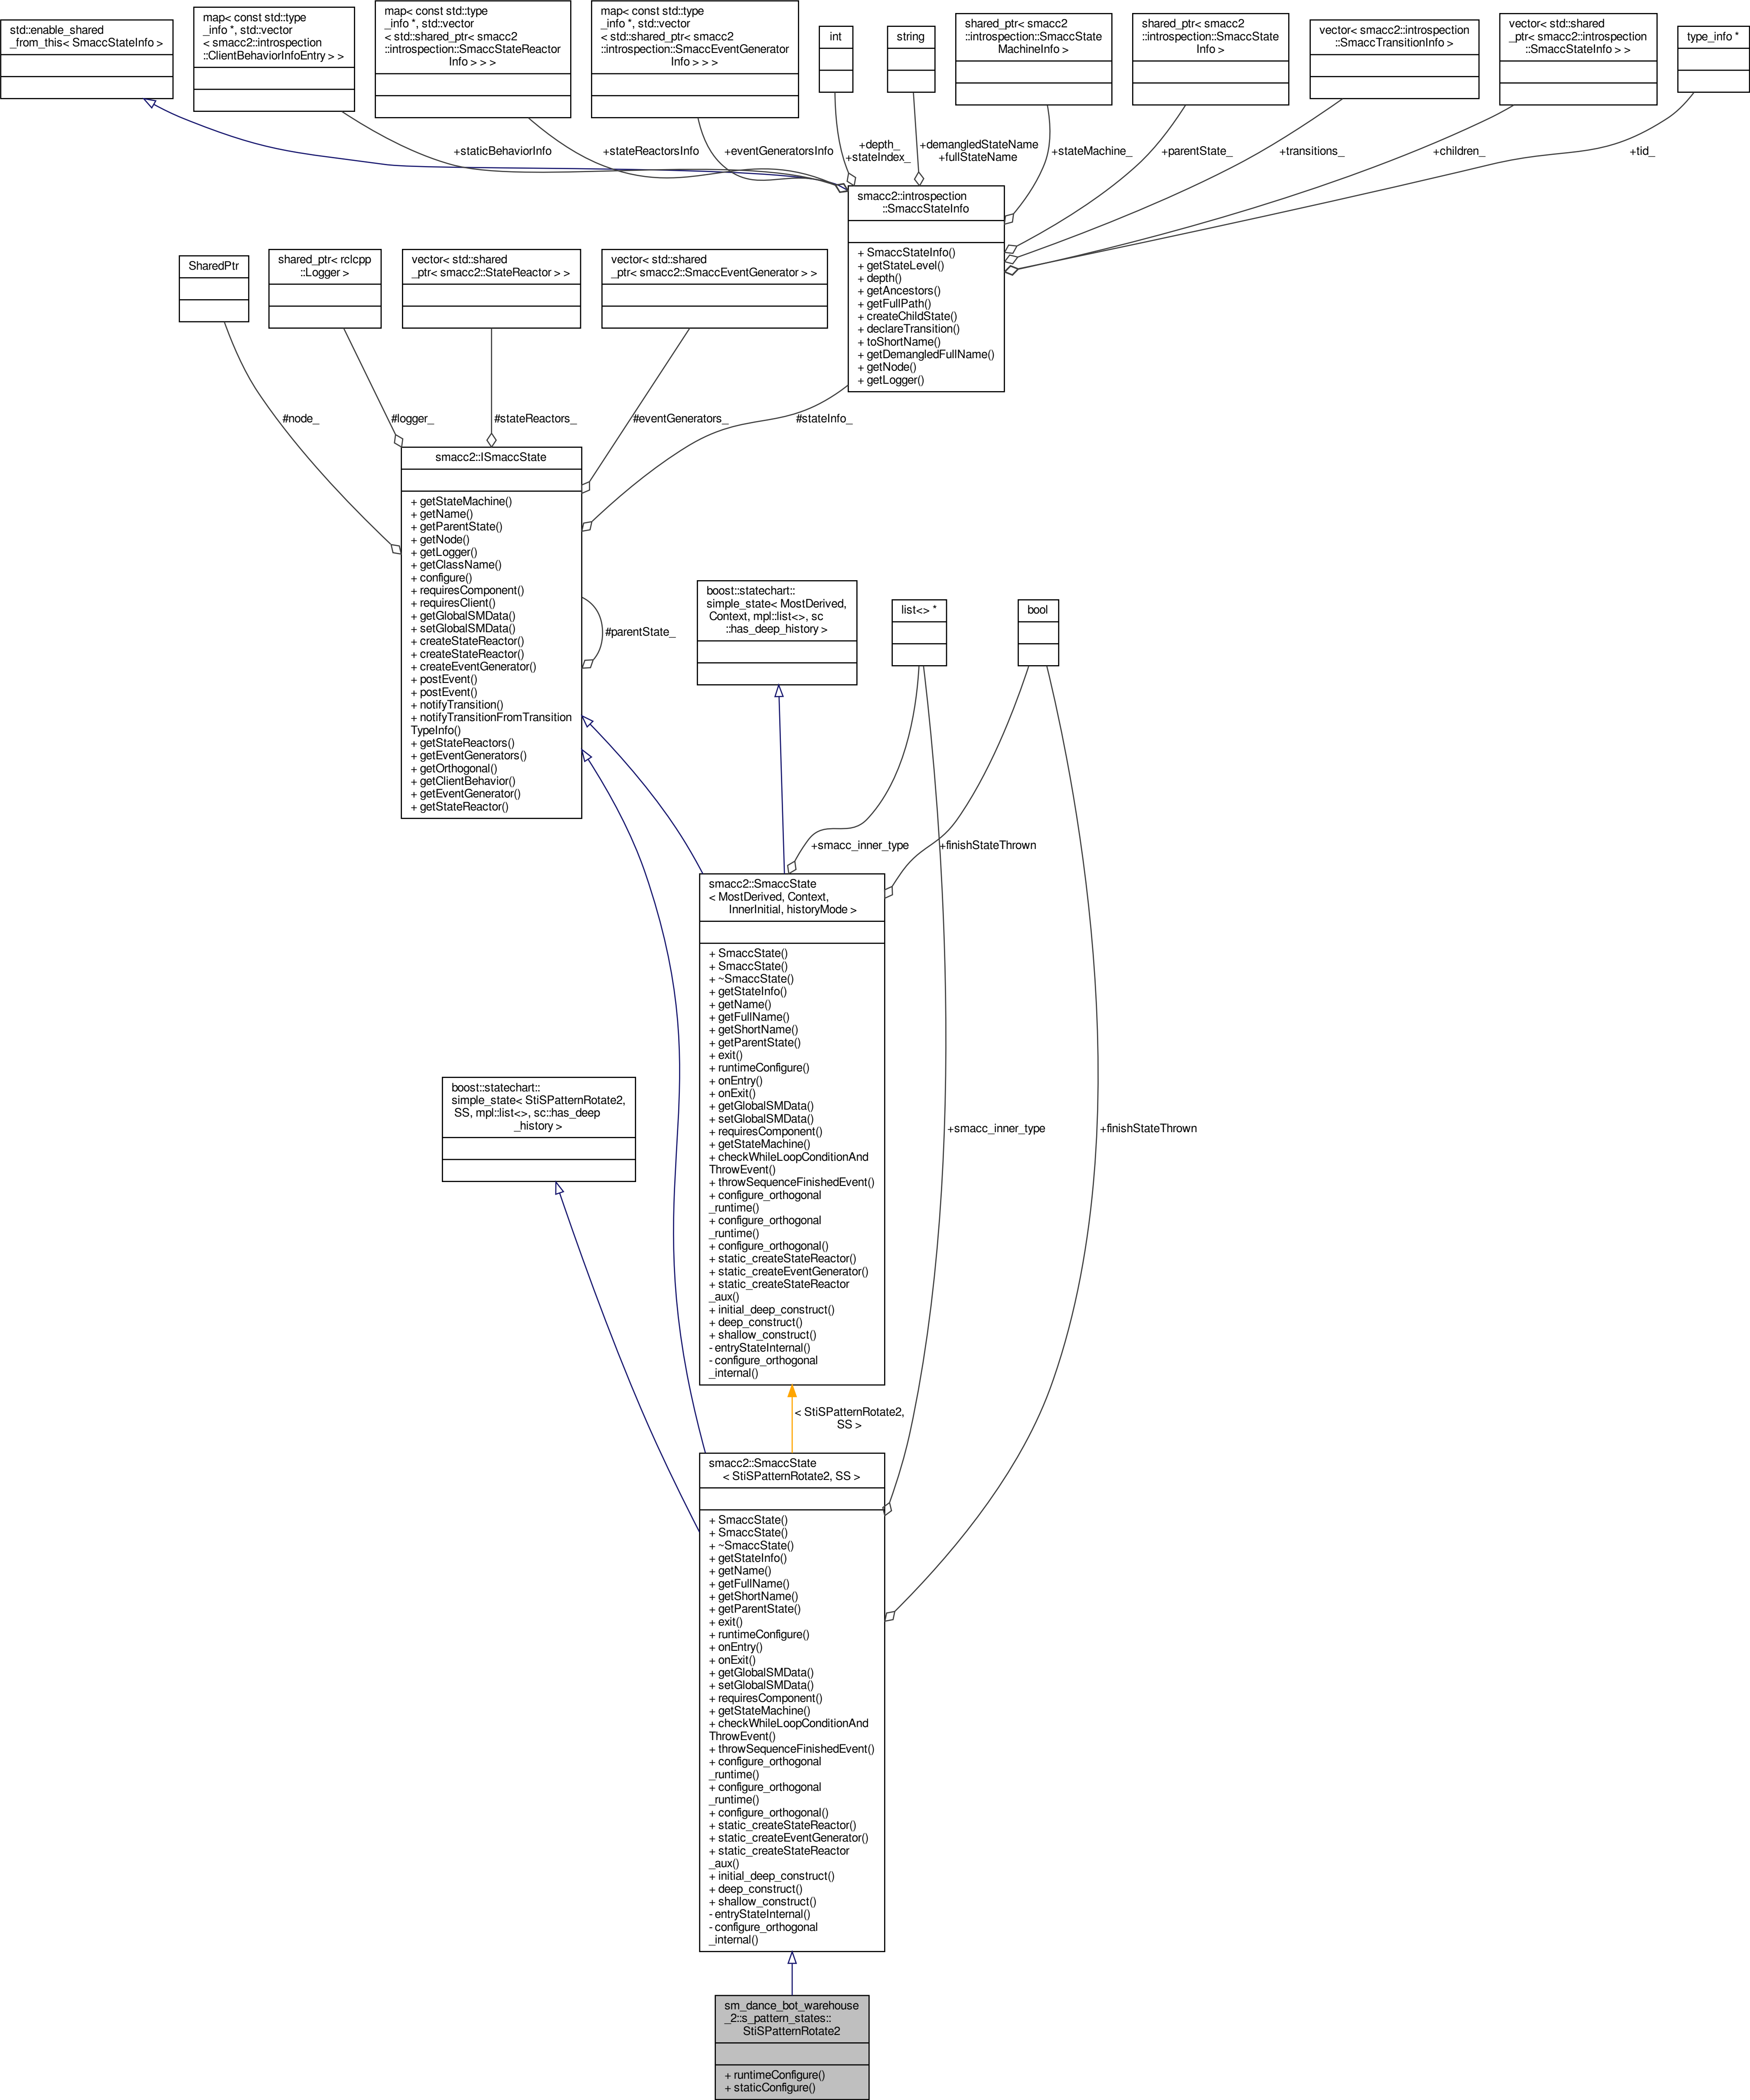 std::enable_shared
_from_this< SmaccStateInfo >
map< const std::type
_info *, std::vector
< smacc2::introspection
::ClientBehaviorInfoEntry > >
map< const std::type
_info *, std::vector
< std::shared_ptr< smacc2
::introspection::SmaccStateReactor
Info > > >
map< const std::type
_info *, std::vector
< std::shared_ptr< smacc2
::introspection::SmaccEventGenerator
Info > > >
int
string
shared_ptr< smacc2
::introspection::SmaccState
MachineInfo >
shared_ptr< smacc2
::introspection::SmaccState
Info >
vector< smacc2::introspection
::SmaccTransitionInfo >
vector< std::shared
_ptr< smacc2::introspection
::SmaccStateInfo > >
type_info *
+staticBehaviorInfo
+stateReactorsInfo
+eventGeneratorsInfo
+depth_
+stateIndex_
+demangledStateName
+fullStateName
+stateMachine_
+parentState_
+transitions_
+children_
+tid_
smacc2::introspection
::SmaccStateInfo
+ SmaccStateInfo()
+ getStateLevel()
+ depth()
+ getAncestors()
+ getFullPath()
+ createChildState()
+ declareTransition()
+ toShortName()
+ getDemangledFullName()
+ getNode()
+ getLogger()
SharedPtr
shared_ptr< rclcpp
::Logger >
vector< std::shared
_ptr< smacc2::StateReactor > >
vector< std::shared
_ptr< smacc2::SmaccEventGenerator > >
#node_
#logger_
#stateReactors_
#eventGenerators_
#stateInfo_
smacc2::ISmaccState
+ getStateMachine()
+ getName()
+ getParentState()
+ getNode()
+ getLogger()
+ getClassName()
+ configure()
+ requiresComponent()
+ requiresClient()
+ getGlobalSMData()
+ setGlobalSMData()
+ createStateReactor()
+ createStateReactor()
+ createEventGenerator()
+ postEvent()
+ postEvent()
+ notifyTransition()
+ notifyTransitionFromTransition
TypeInfo()
+ getStateReactors()
+ getEventGenerators()
+ getOrthogonal()
+ getClientBehavior()
+ getEventGenerator()
+ getStateReactor()
#parentState_
boost::statechart::
simple_state< MostDerived,
Context, mpl::list<>, sc
::has_deep_history >
list<> *
bool
+smacc_inner_type
+finishStateThrown
smacc2::SmaccState
< MostDerived, Context,
InnerInitial, historyMode >
+ SmaccState()
+ SmaccState()
+ ~SmaccState()
+ getStateInfo()
+ getName()
+ getFullName()
+ getShortName()
+ getParentState()
+ exit()
+ runtimeConfigure()
+ onEntry()
+ onExit()
+ getGlobalSMData()
+ setGlobalSMData()
+ requiresComponent()
+ getStateMachine()
+ checkWhileLoopConditionAnd
ThrowEvent()
+ throwSequenceFinishedEvent()
+ configure_orthogonal
_runtime()
+ configure_orthogonal
_runtime()
+ configure_orthogonal()
+ static_createStateReactor()
+ static_createEventGenerator()
+ static_createStateReactor
_aux()
+ initial_deep_construct()
+ deep_construct()
+ shallow_construct()
- entryStateInternal()
- configure_orthogonal
_internal()
boost::statechart::
simple_state< StiSPatternRotate2,
SS, mpl::list<>, sc::has_deep
_history >
+smacc_inner_type
+finishStateThrown
< StiSPatternRotate2,
SS >
smacc2::SmaccState
< StiSPatternRotate2, SS >
+ SmaccState()
+ SmaccState()
+ ~SmaccState()
+ getStateInfo()
+ getName()
+ getFullName()
+ getShortName()
+ getParentState()
+ exit()
+ runtimeConfigure()
+ onEntry()
+ onExit()
+ getGlobalSMData()
+ setGlobalSMData()
+ requiresComponent()
+ getStateMachine()
+ checkWhileLoopConditionAnd
ThrowEvent()
+ throwSequenceFinishedEvent()
+ configure_orthogonal
_runtime()
+ configure_orthogonal
_runtime()
+ configure_orthogonal()
+ static_createStateReactor()
+ static_createEventGenerator()
+ static_createStateReactor
_aux()
+ initial_deep_construct()
+ deep_construct()
+ shallow_construct()
- entryStateInternal()
- configure_orthogonal
_internal()
sm_dance_bot_warehouse
_2::s_pattern_states::
StiSPatternRotate2
+ runtimeConfigure()
+ staticConfigure()